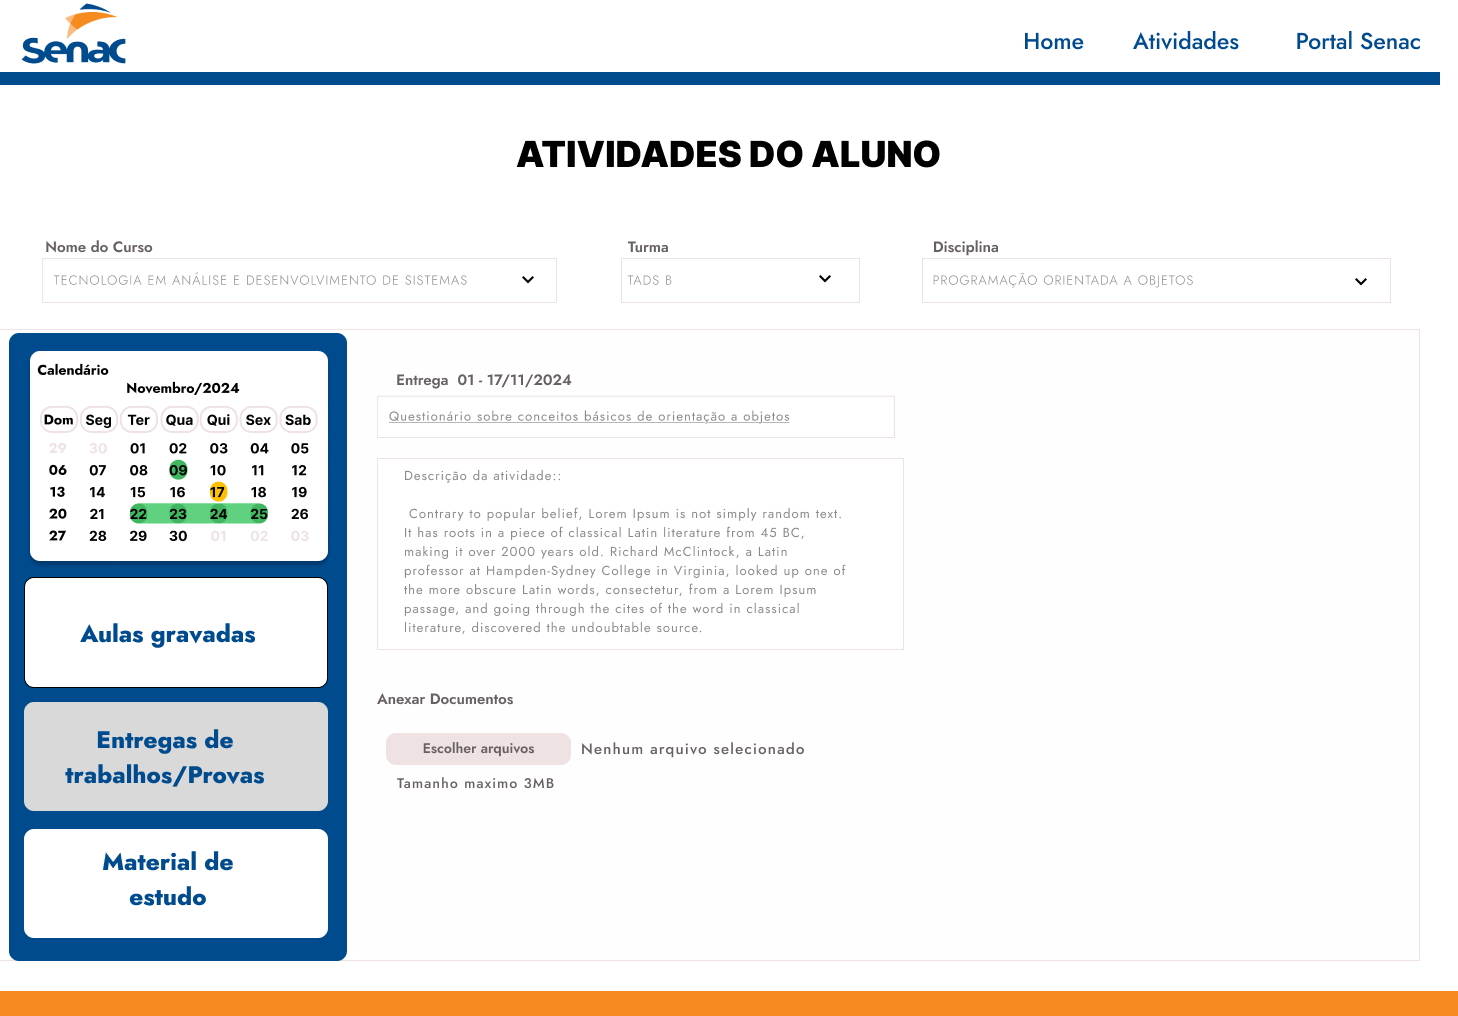 Senac
Home Atividades Portal Senac
ATIVIDADES DO ALUNO
Nome do Curso Turma Disciplina
TECNOLOGIA EM ANÁLISE E DESENVOLVIMENTO DE SISTEMAS TADS B PROGRAMAÇÃO ORIENTADA A OBJETOS
Calendário
Novembro/2024
Dom Seg Ter Qua Qui Sex Sab
29 30 01 02 03 04 05
06 07 08 09 10 11 12
13 14 15 16 17 18 19
20 21 22 23 24 25 26
27 28 29 30 01 02 03
Aulas gravadas
Entregas de
trabalhos/Provas
Material de
estudo
Entrega 01 - 17/11/2024
Questionário sobre conceitos básicos de orientação a objetos
Descrição da atividade::
Contrary to popular belief, Lorem Ipsum is not simply random text.
It has roots in a piece of classical Latin literature from 45 BC,
making it over 2000 years old. Richard McClintock, a Latin
professor at Hampden-Sydney College in Virginia, looked up one of
the more obscure Latin words, consectetur, from a Lorem Ipsum
passage, and going through the cites of the word in classical
literature, discovered the undoubtable source.
Anexar Documentos
Escolher arquivos Nenhum arquivo selecionado
Tamanho maximo 3MB